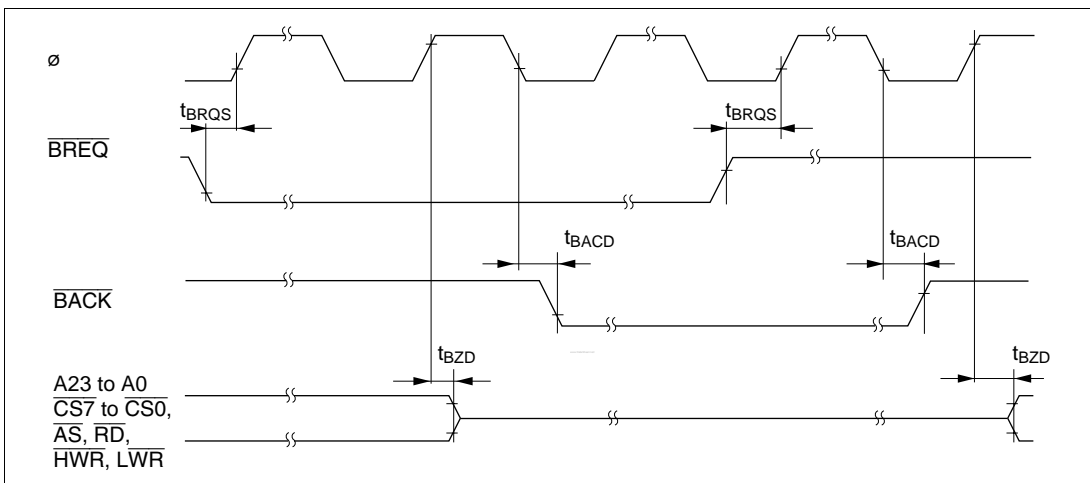 ø
tBRQS
tBRQS
BREQ
tBACD
tBACD
BACK
tBZD
tBZD
A23 to A0
CS7 to CS0,
AS, RD,
HWR, LWR